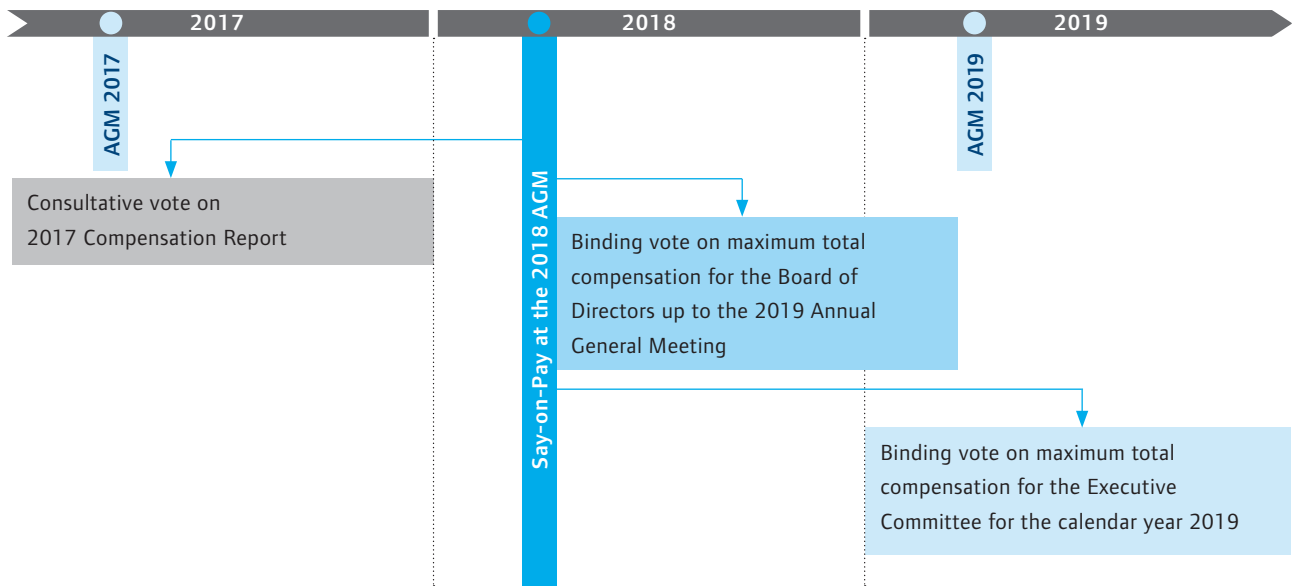 2017
2018
2019
AGM 2017
Say-on-Pay at the 2018 AGM
AGM 2019
Consultative vote on
2017 Compensation Report
Binding vote on maximum total
compensation for the Board of
Directors up to the 2019 Annual
General Meeting
Binding vote on maximum total
compensation for the Executive
Committee for the calendar year 2019